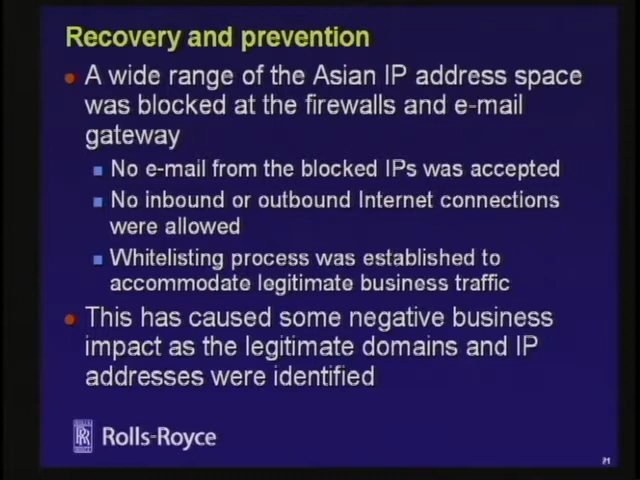 Recovery and prevention
A wide range of the Asian IP address space
was blocked at the firewalls and e-mail
gateway
No e-mail from the blocked IPs was accepted
No inbound or outbound Internet connections
were allowed
Whitelisting process was established to
accommodate legitimate business traffic
This has caused some negative business
impact as the legitimate domains and IP
addresses were identified
Rolls-Royce